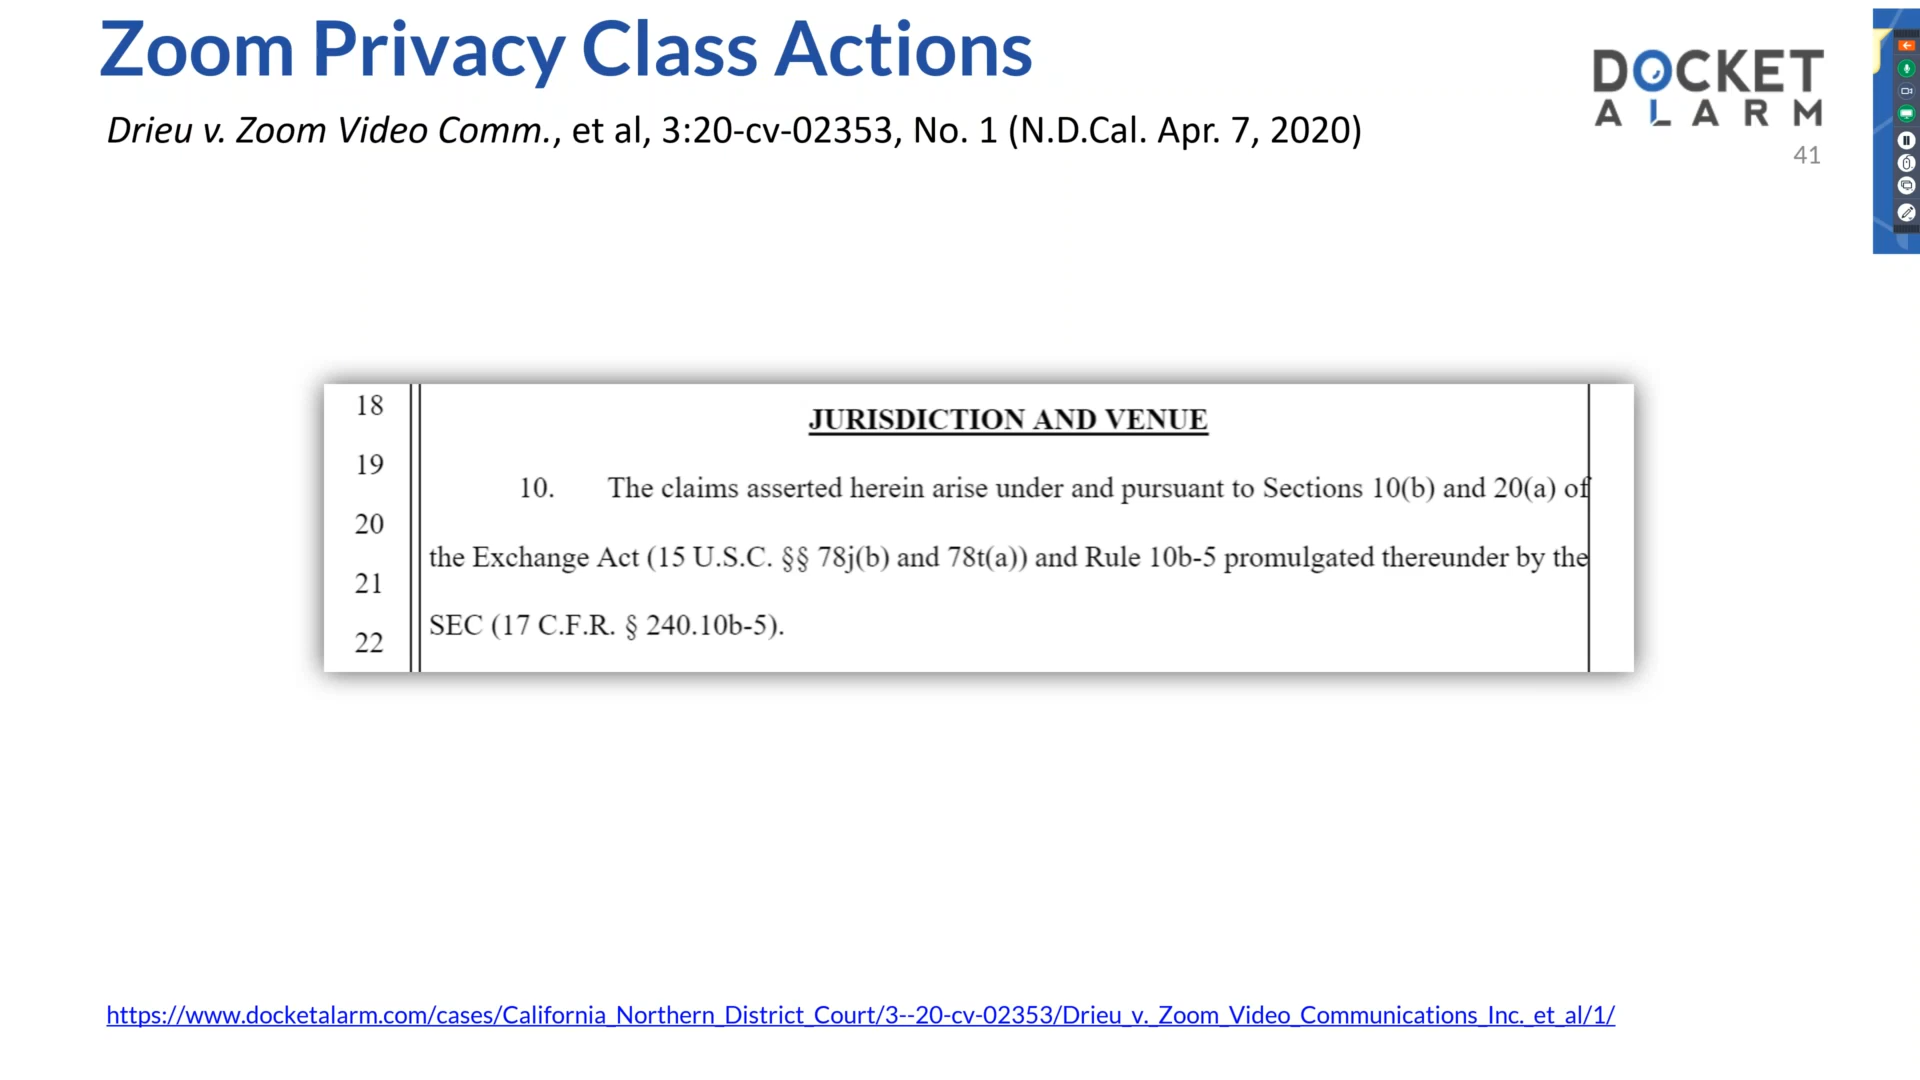 Zoom Privacy Class Actions
DOCKET
ALARM
Drieu v. Zoom Video Comm., et al, 3:20-cv-02353, No. 1 (N.D.Cal. Apr. 7, 2020)
41
18
JURISDICTION AND VENUE
19
10. The claims asserted herein arise under and pursuant to Sections 10(b) and 20(a) of
20
the Exchange Act (15 U.S.C. §§ 78j(b) and 78t(a)) and Rule 10b-5 promulgated thereunder by the
21
SEC (17 C.F.R. § 240.10b-5).
22
https://www.docketalarm.com/cases/California_Northern_District_Court/3--20-cv-02353/Drieu_v._Zoom_Video_Communications_Inc._et_al/1/